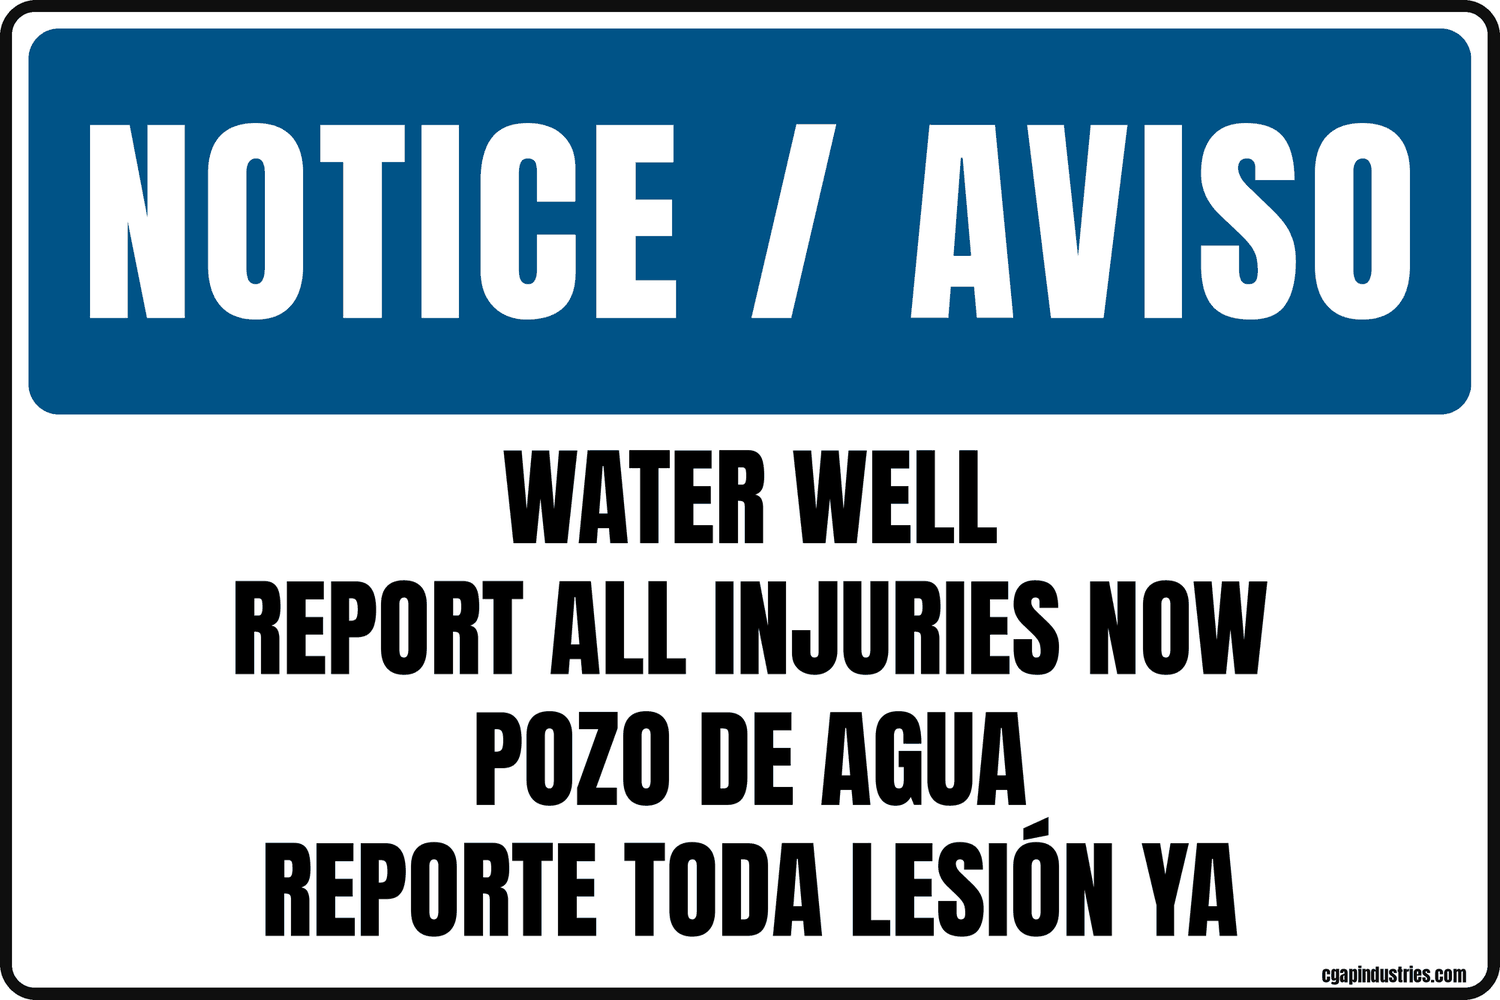 NOTICE / AVISO
WATER WELL
REPORT ALL INJURIES NOW
POZO DE AGUA
REPORTE TODA LESIÓN YA
cgapindustries.com